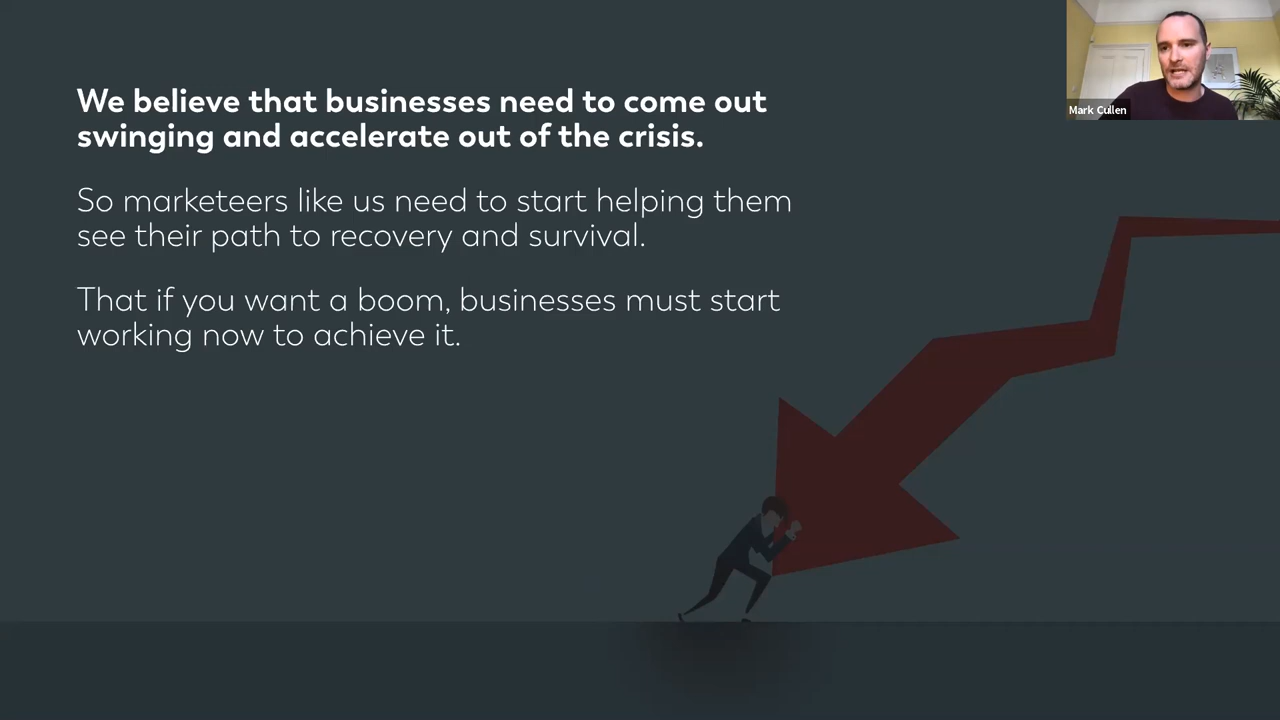 We believe that businesses need to come out
swinging and accelerate out of the crisis.
So marketeers like us need to start helping them
see their path to recovery and survival.
That if you want a boom, businesses must start
working now to achieve it.
Mark Cullen